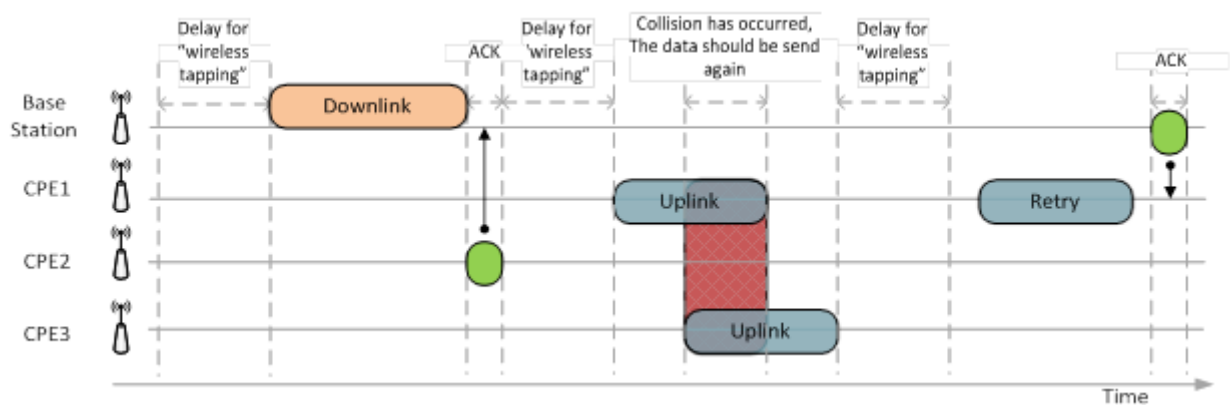 Delay for
"wireless
tapping"
ACK
Delay for
'wireless
tapping"
Collision has occurred,
The data should be send
again
Delay for
"wireless
tapping"
ACK
Base
Station
Downlink
CPE1
Uplink
Retry
CPE2
CPE3
Uplink
Time